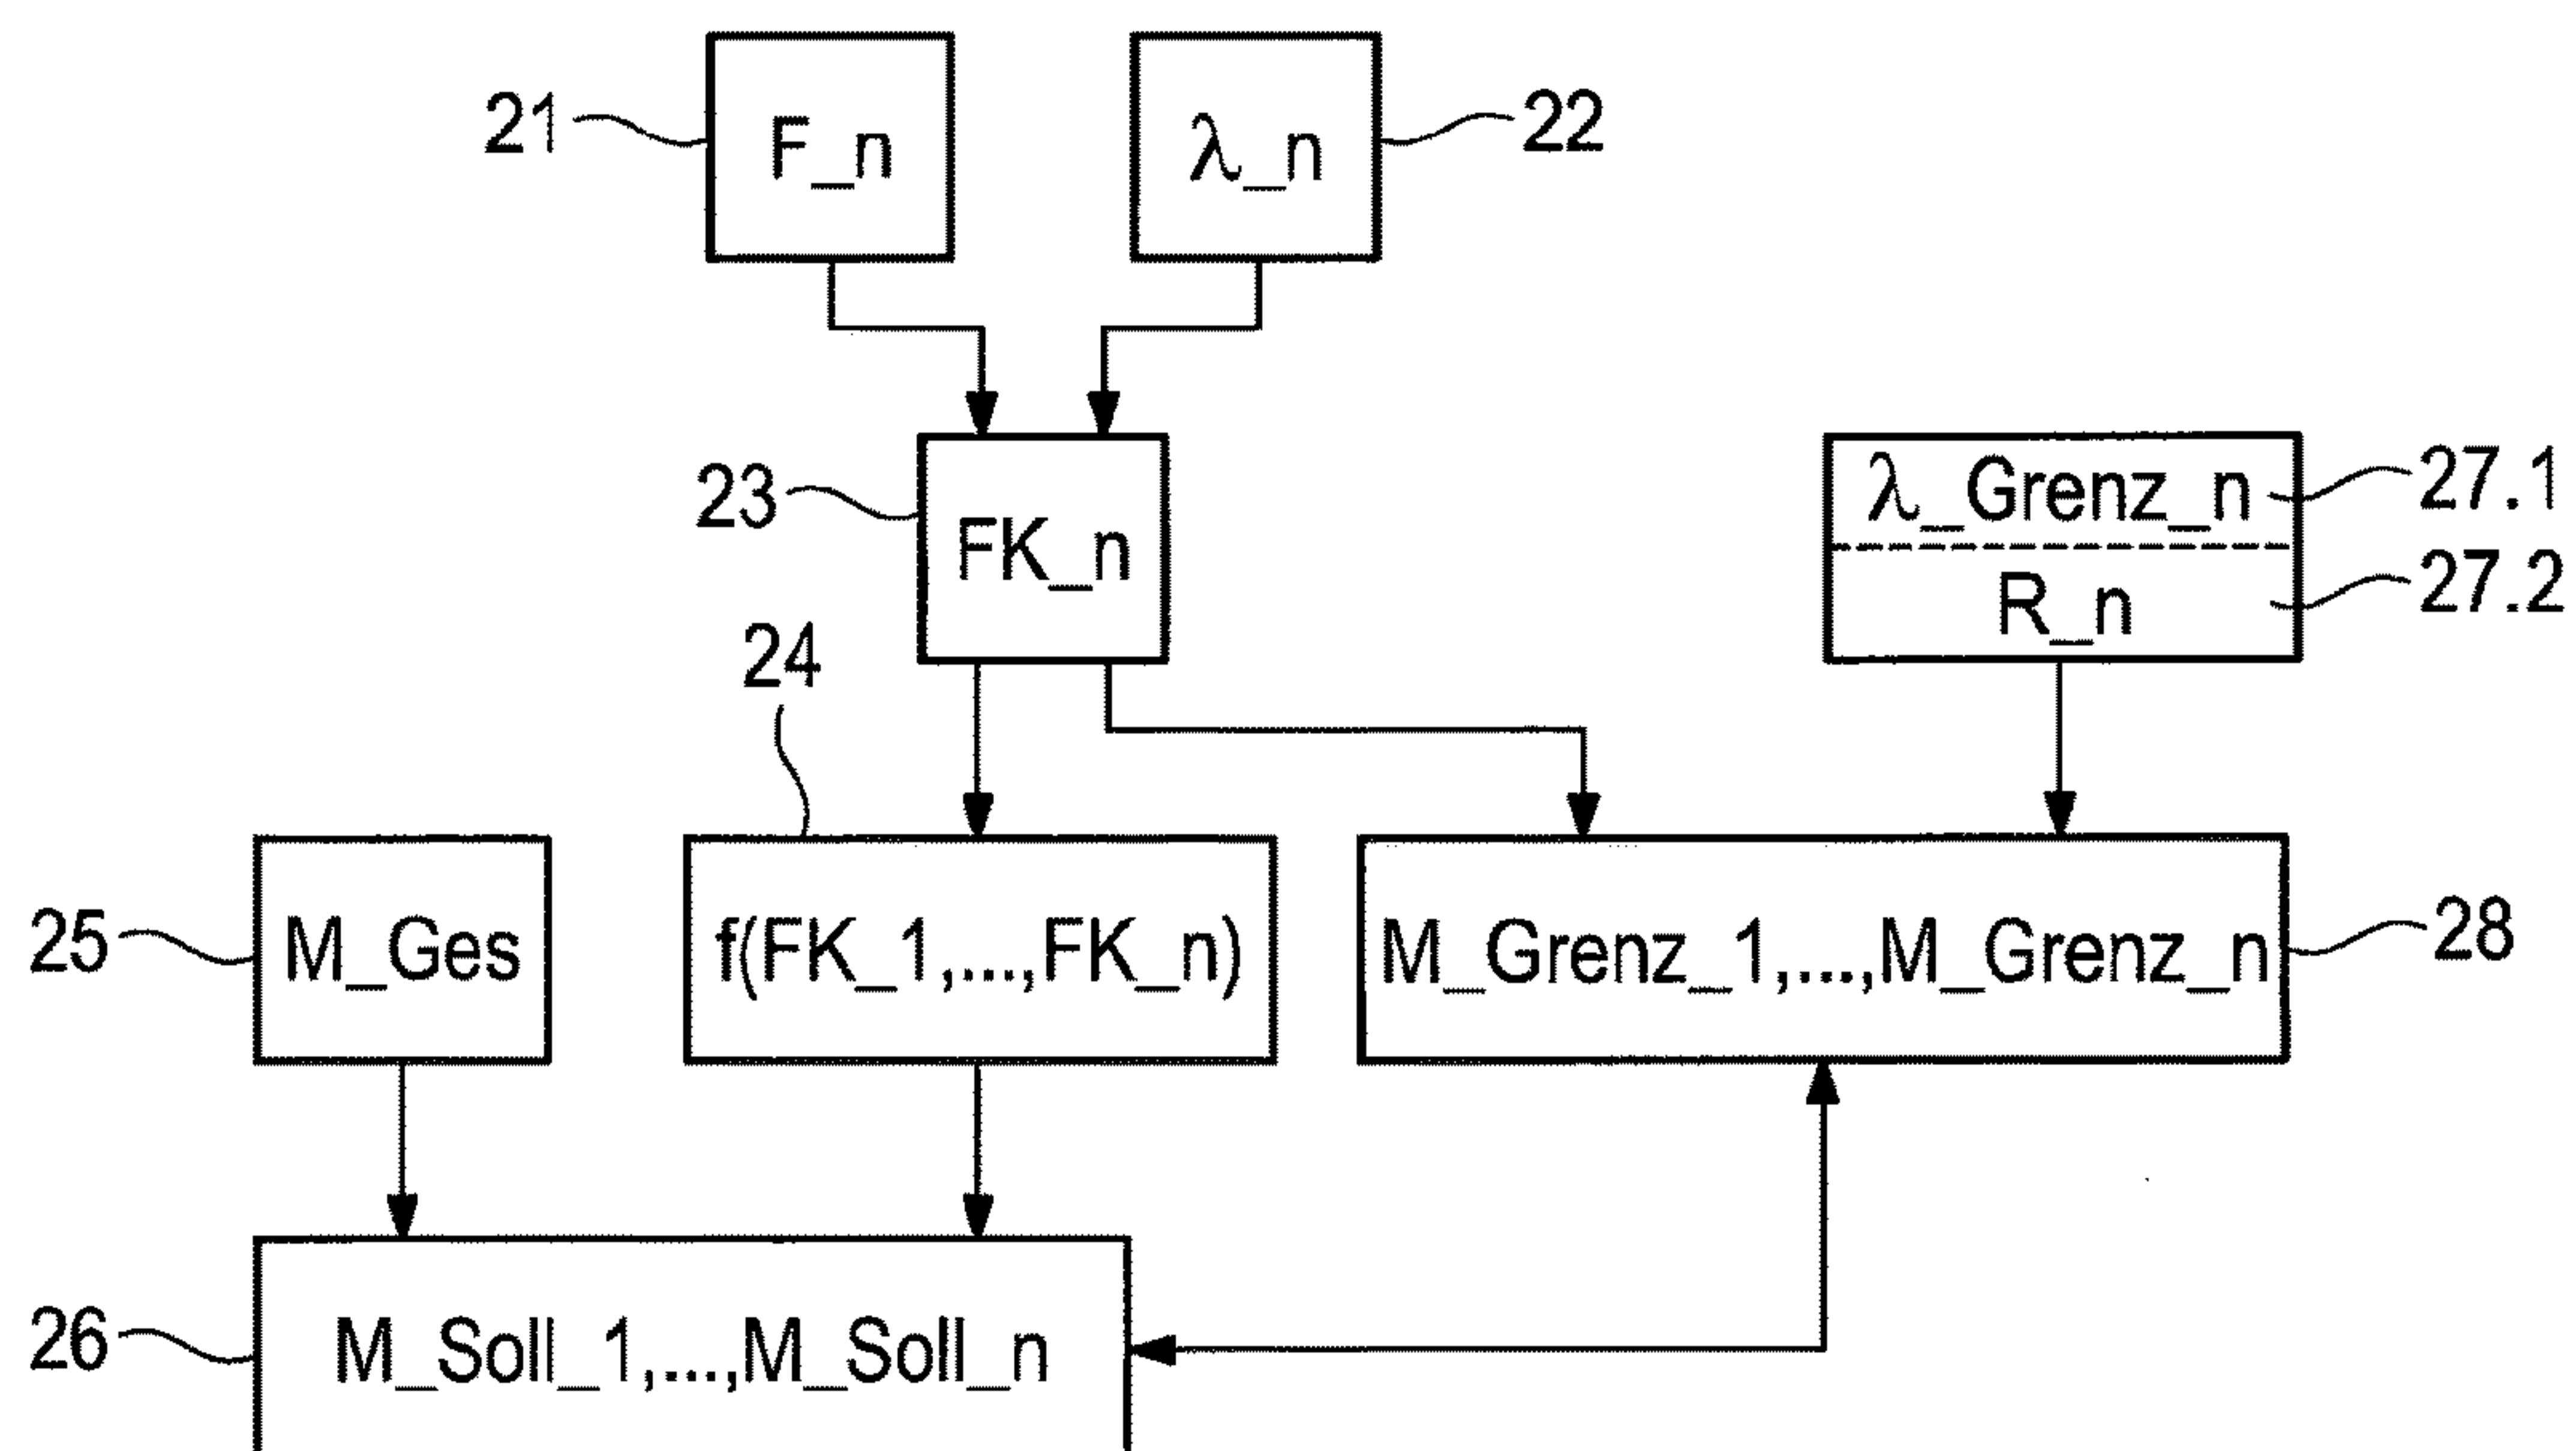 21
F_n
λ_n
22
23
FK_n
λ_Grenz_n
27.1
R_n
27.2
24
25
M_Ges
f(FK_1,...,FK_n)
M_Grenz_1,...,M_Grenz_n
28
26
M_Soll_1,...,M_Soll_n